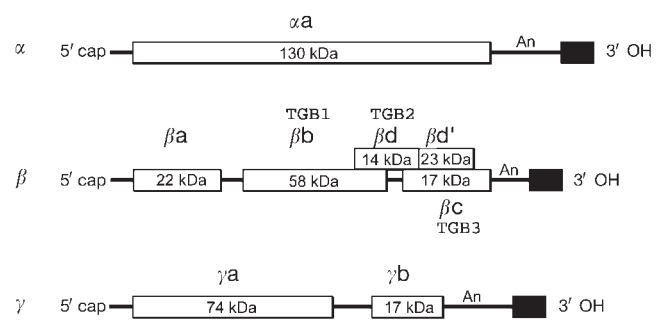 αa
α 5′ cap 130 kDa An 3′ OH
TGB1 TGB2
βa βb βd βd'
14 kDa 23 kDa
β 5′ cap 22 kDa 58 kDa 17 kDa An 3′ OH
βc
TGB3
γa γb
γ 5′ cap 74 kDa 17 kDa An 3′ OH